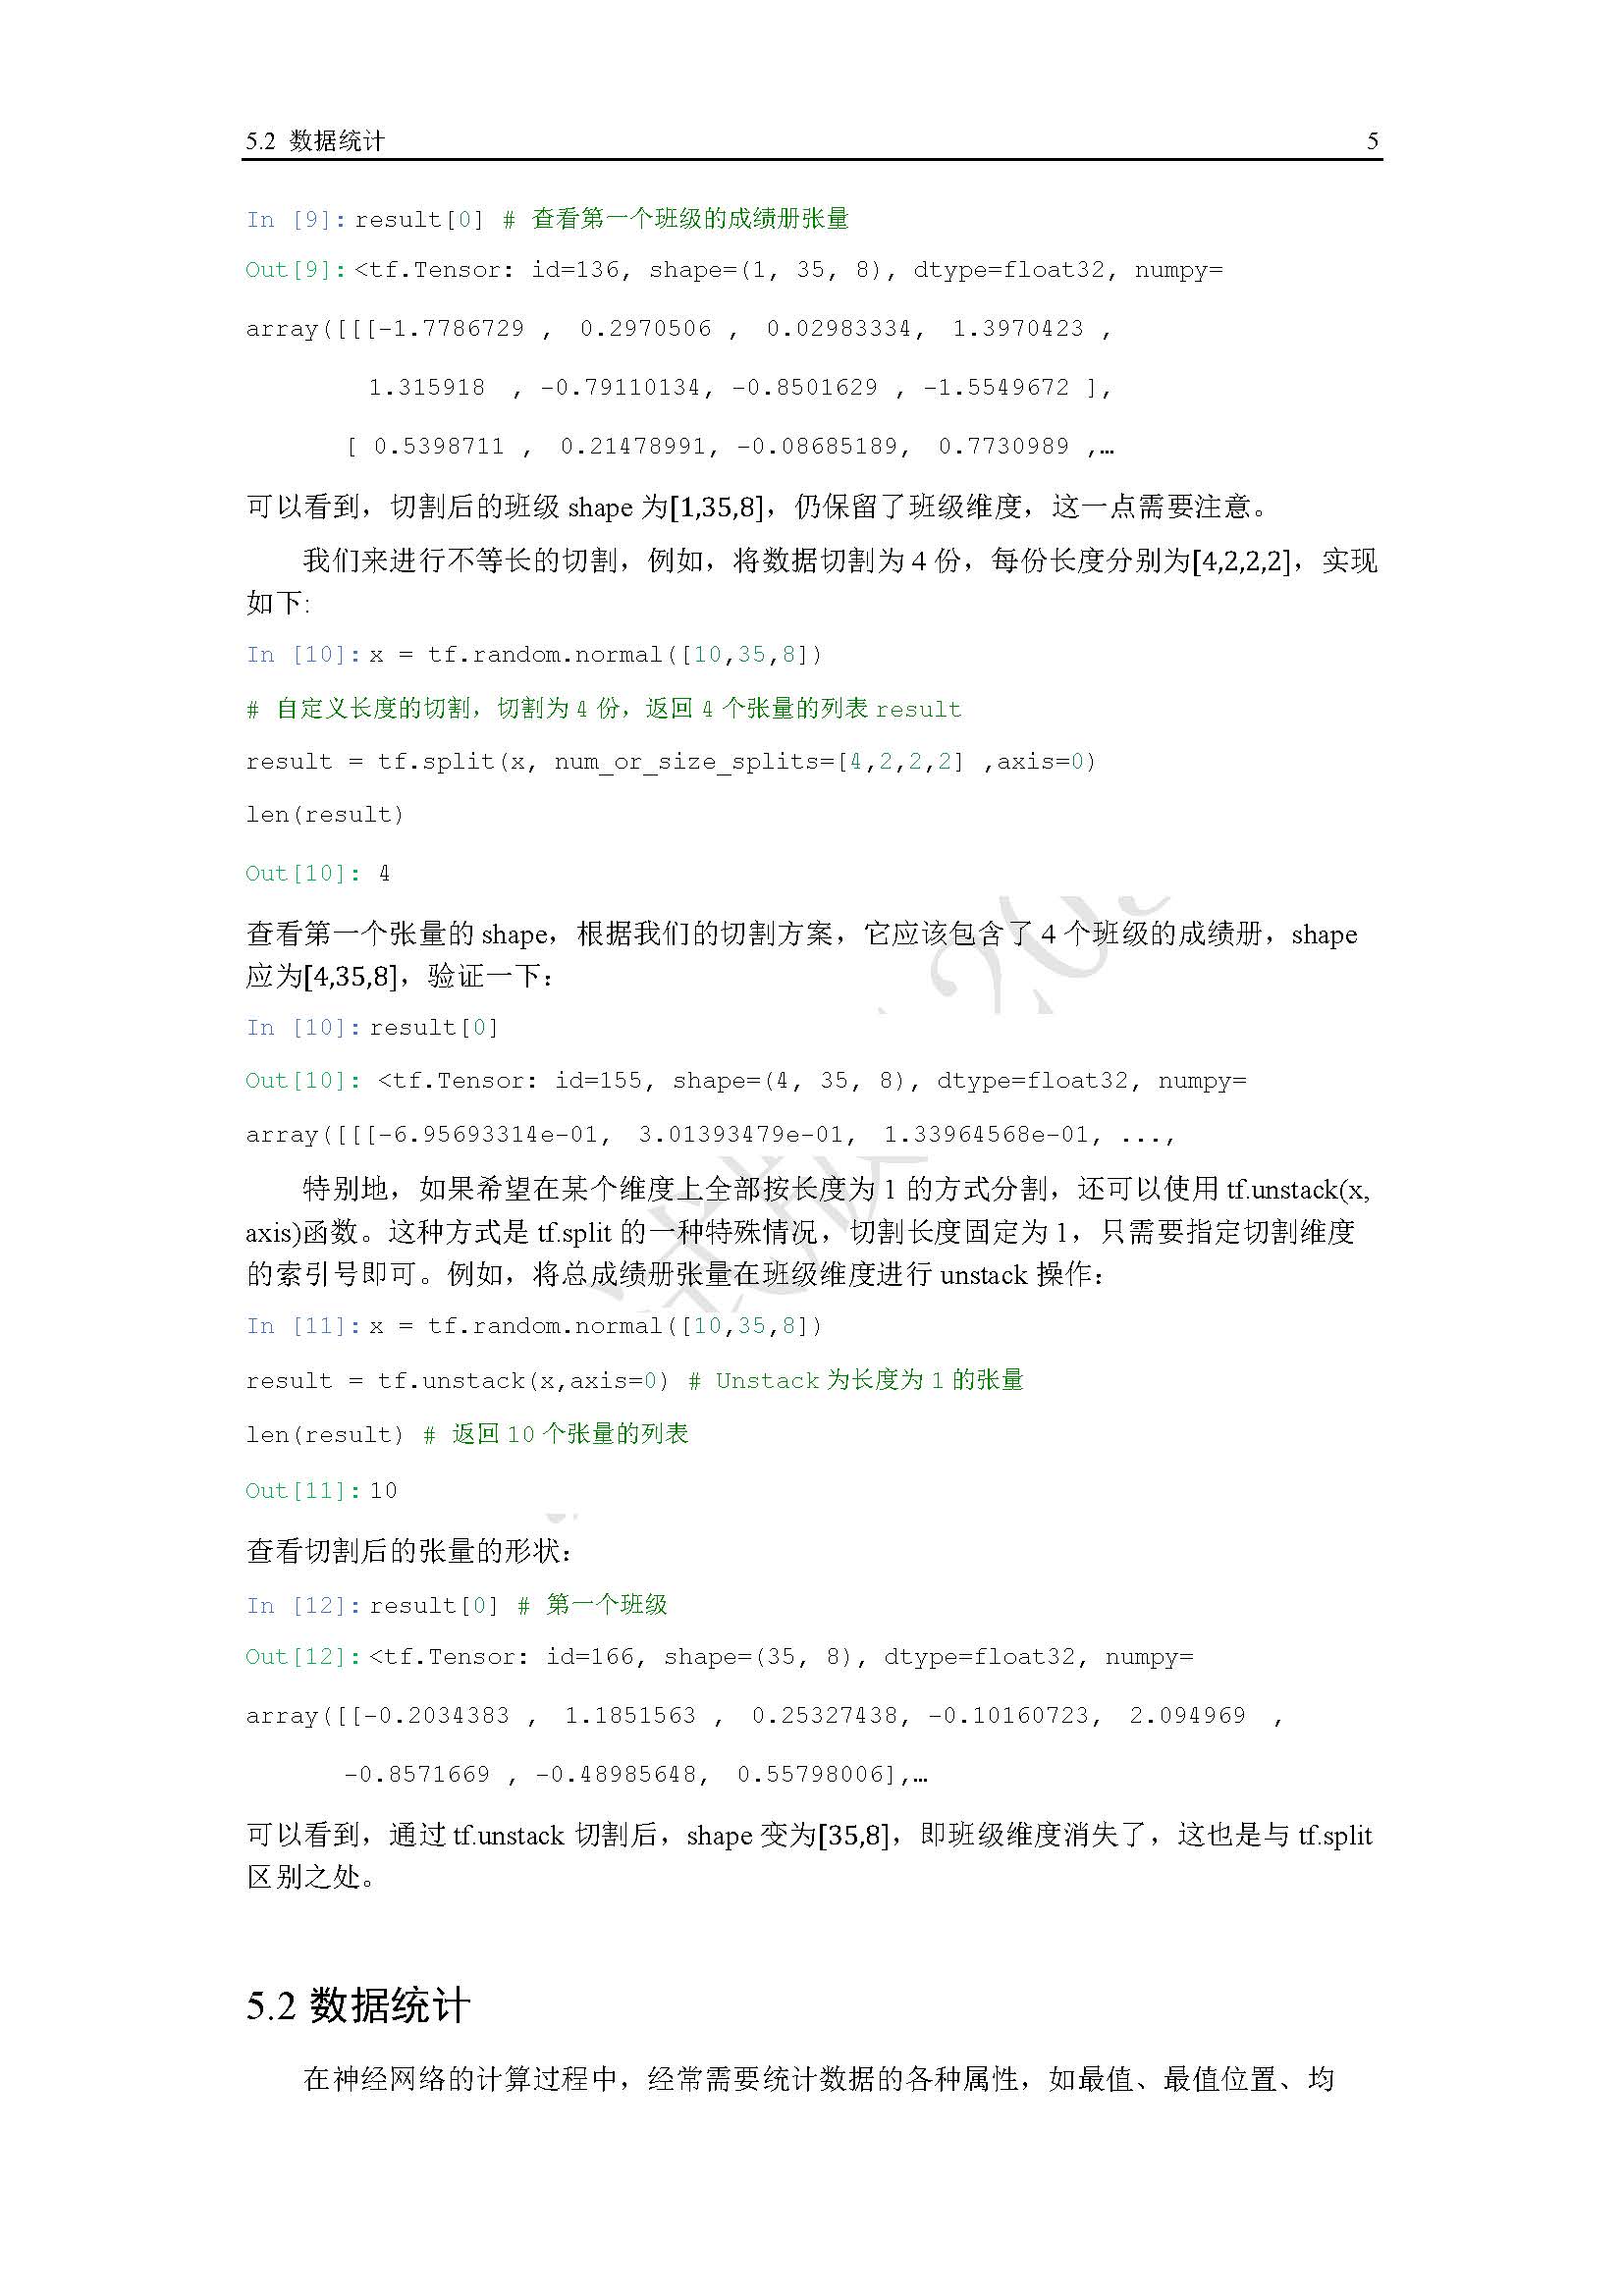 5.2 数据统计 5
In [9]: result[0] # 查看第一个班级的成绩册张量
Out[9]: <tf.Tensor: id=136, shape=(1, 35, 8), dtype=float32, numpy=
array([[[-1.7786729 , 0.2970506 , 0.02983334, 1.3970423 ,
1.315918 , -0.79110134, -0.8501629 , -1.5549672 ],
[ 0.5398711 , 0.21478991, -0.08685189, 0.7730989 ,…
可以看到，切割后的班级 shape 为[1,35,8]，仍保留了班级维度，这一点需要注意。
我们来进行不等长的切割，例如，将数据切割为 4 份，每份长度分别为[4,2,2,2]，实现
如下:
In [10]: x = tf.random.normal([10,35,8])
# 自定义长度的切割，切割为 4 份，返回 4 个张量的列表 result
result = tf.split(x, num_or_size_splits=[4,2,2,2] ,axis=0)
len(result)
Out[10]: 4
查看第一个张量的 shape，根据我们的切割方案，它应该包含了 4 个班级的成绩册，shape
应为[4,35,8]，验证一下：
In [10]: result[0]
Out[10]: <tf.Tensor: id=155, shape=(4, 35, 8), dtype=float32, numpy=
array([[[-6.95693314e-01, 3.01393479e-01, 1.33964568e-01, ...,
特别地，如果希望在某个维度上全部按长度为 1 的方式分割，还可以使用 tf.unstack(x,
axis)函数。这种方式是 tf.split 的一种特殊情况，切割长度固定为 1，只需要指定切割维度
的索引号即可。例如，将总成绩册张量在班级维度进行 unstack 操作：
In [11]: x = tf.random.normal([10,35,8])
result = tf.unstack(x,axis=0) # Unstack 为长度为 1 的张量
len(result) # 返回 10 个张量的列表
Out[11]: 10
查看切割后的张量的形状：
In [12]: result[0] # 第一个班级
Out[12]: <tf.Tensor: id=166, shape=(35, 8), dtype=float32, numpy=
array([[-0.2034383 , 1.1851563 , 0.25327438, -0.10160723, 2.094969 ,
-0.8571669 , -0.48985648, 0.55798006],…
可以看到，通过 tf.unstack 切割后，shape 变为[35,8]，即班级维度消失了，这也是与 tf.split
区别之处。
5.2 数据统计
在神经网络的计算过程中，经常需要统计数据的各种属性，如最值、最值位置、均